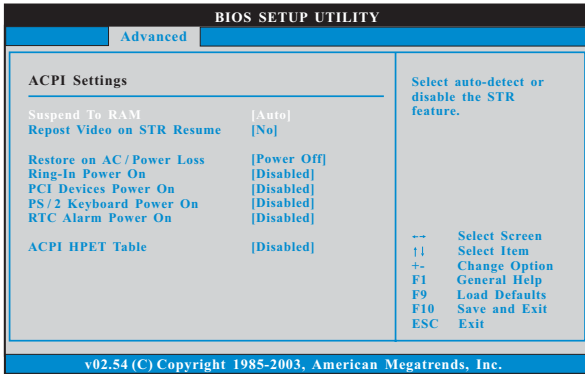 BIOS SETUP UTILITY
Advanced
ACPI Settings
Suspend To RAM [Auto]
Repost Video on STR Resume [No]
Restore on AC / Power Loss [Power Off]
Ring-In Power On [Disabled]
PCI Devices Power On [Disabled]
PS / 2 Keyboard Power On [Disabled]
RTC Alarm Power On [Disabled]
ACPI HPET Table [Disabled]
Select auto-detect or
disable the STR
feature.
←→ Select Screen
↑↓ Select Item
+- Change Option
F1 General Help
F9 Load Defaults
F10 Save and Exit
ESC Exit
v02.54 (C) Copyright 1985-2003, American Megatrends, Inc.